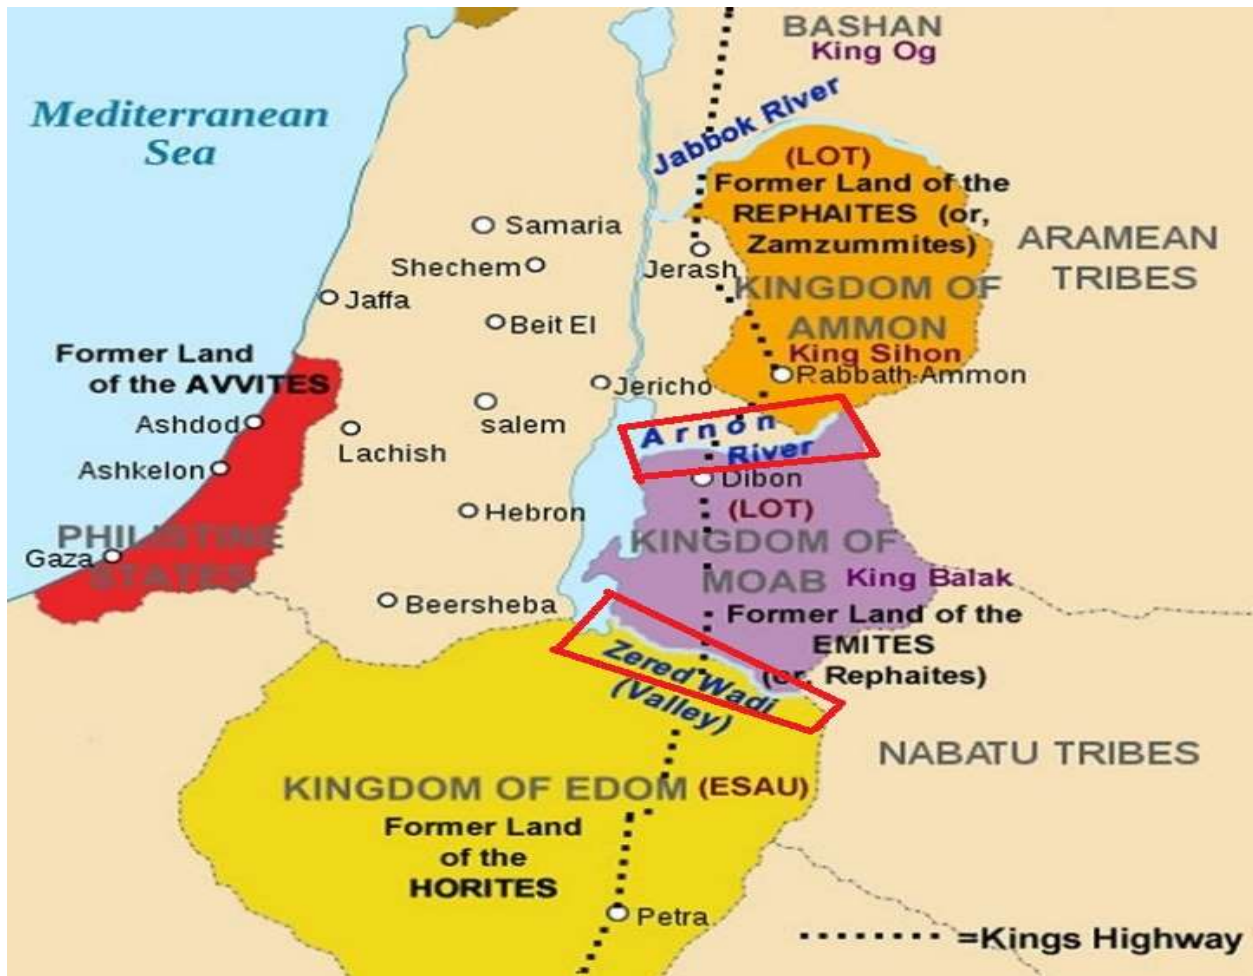 BASHAN
King Og
Mediterranean
Sea
Jabbok River
(LOT)
Former Land of the
REPHAITES (or,
Zamzummites)
ARAMEAN
TRIBES
Samaria
Shechem
Jerash
KINGDOM OF
AMMON
King Sihon
Rabbath Ammon
Jaffa
Beit El
Former Land
of the AVVITES
Jericho
Ashdod
salem
Lachish
Arnon
River
Ashkelon
Dibon
(LOT)
Hebron
PHILISTINE
STATES
Gaza
KINGDOM OF
MOAB
King Balak
Beersheba
Former Land of the
EMITES
(or, Rephaites)
Zered Wadi
(Valley)
NABATU TRIBES
KINGDOM OF EDOM (ESAU)
Former Land
of the
HORITES
Petra
=Kings Highway